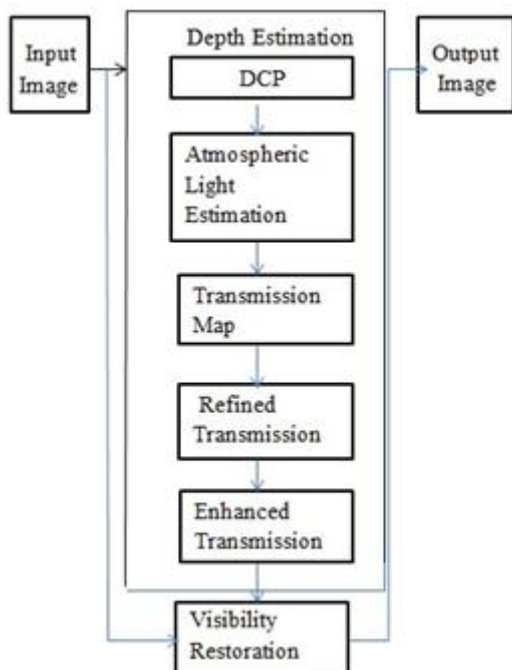 Input
Image
Depth Estimation
DCP
Atmospheric
Light
Estimation
Transmission
Map
Refined
Transmission
Enhanced
Transmission
Visibility
Restoration
Output
Image